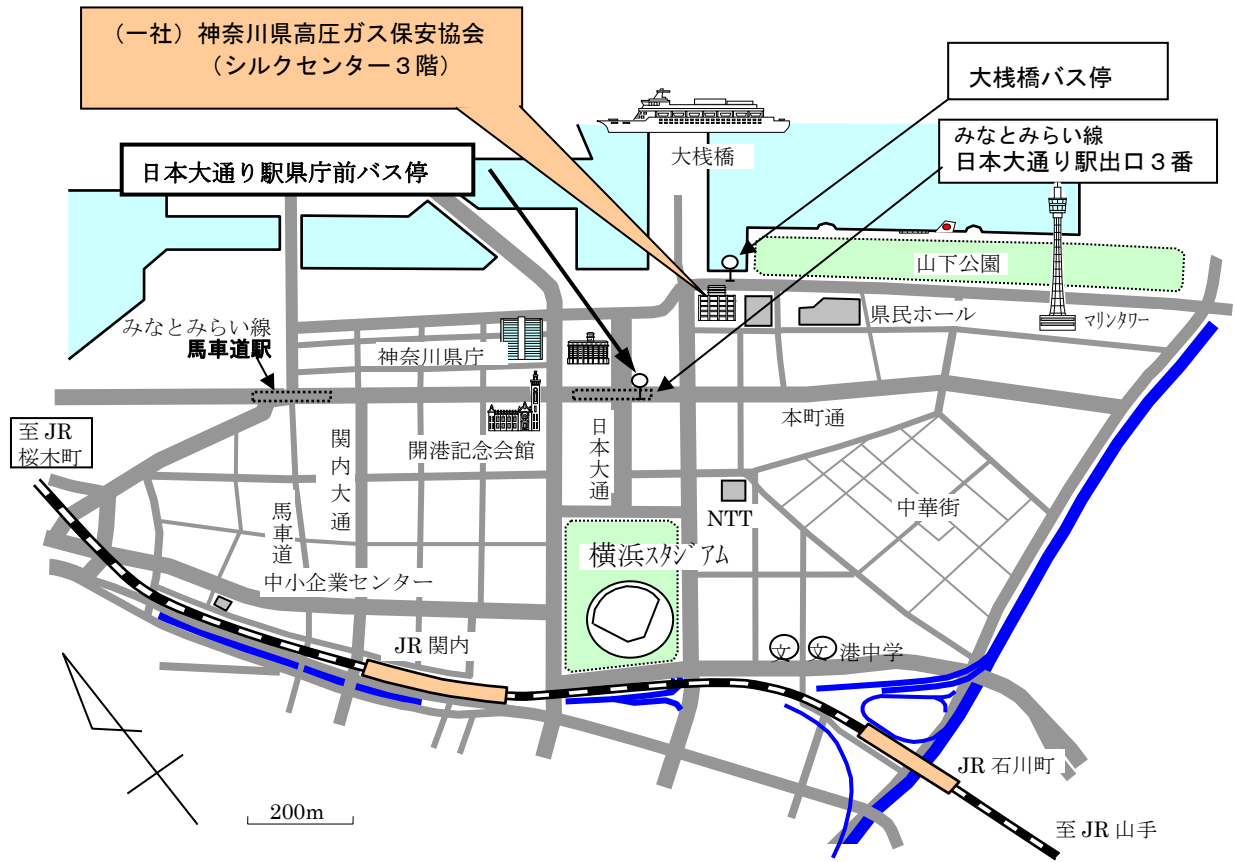 （一社）神奈川県高圧ガス保安協会
（シルクセンター３階）
大桟橋バス停
みなとみらい線
日本大通り駅出口３番
日本大通り駅県庁前バス停
大桟橋
山下公園
県民ホール
マリンタワー
みなとみらい線
馬車道駅
神奈川県庁
開港記念会館
日本大通
本町通
至 JR
桜木町
関内大通
馬車道
NTT
中華街
横浜スタジアム
中小企業センター
JR 関内
文
文
港中学
JR 石川町
200m
至 JR 山手